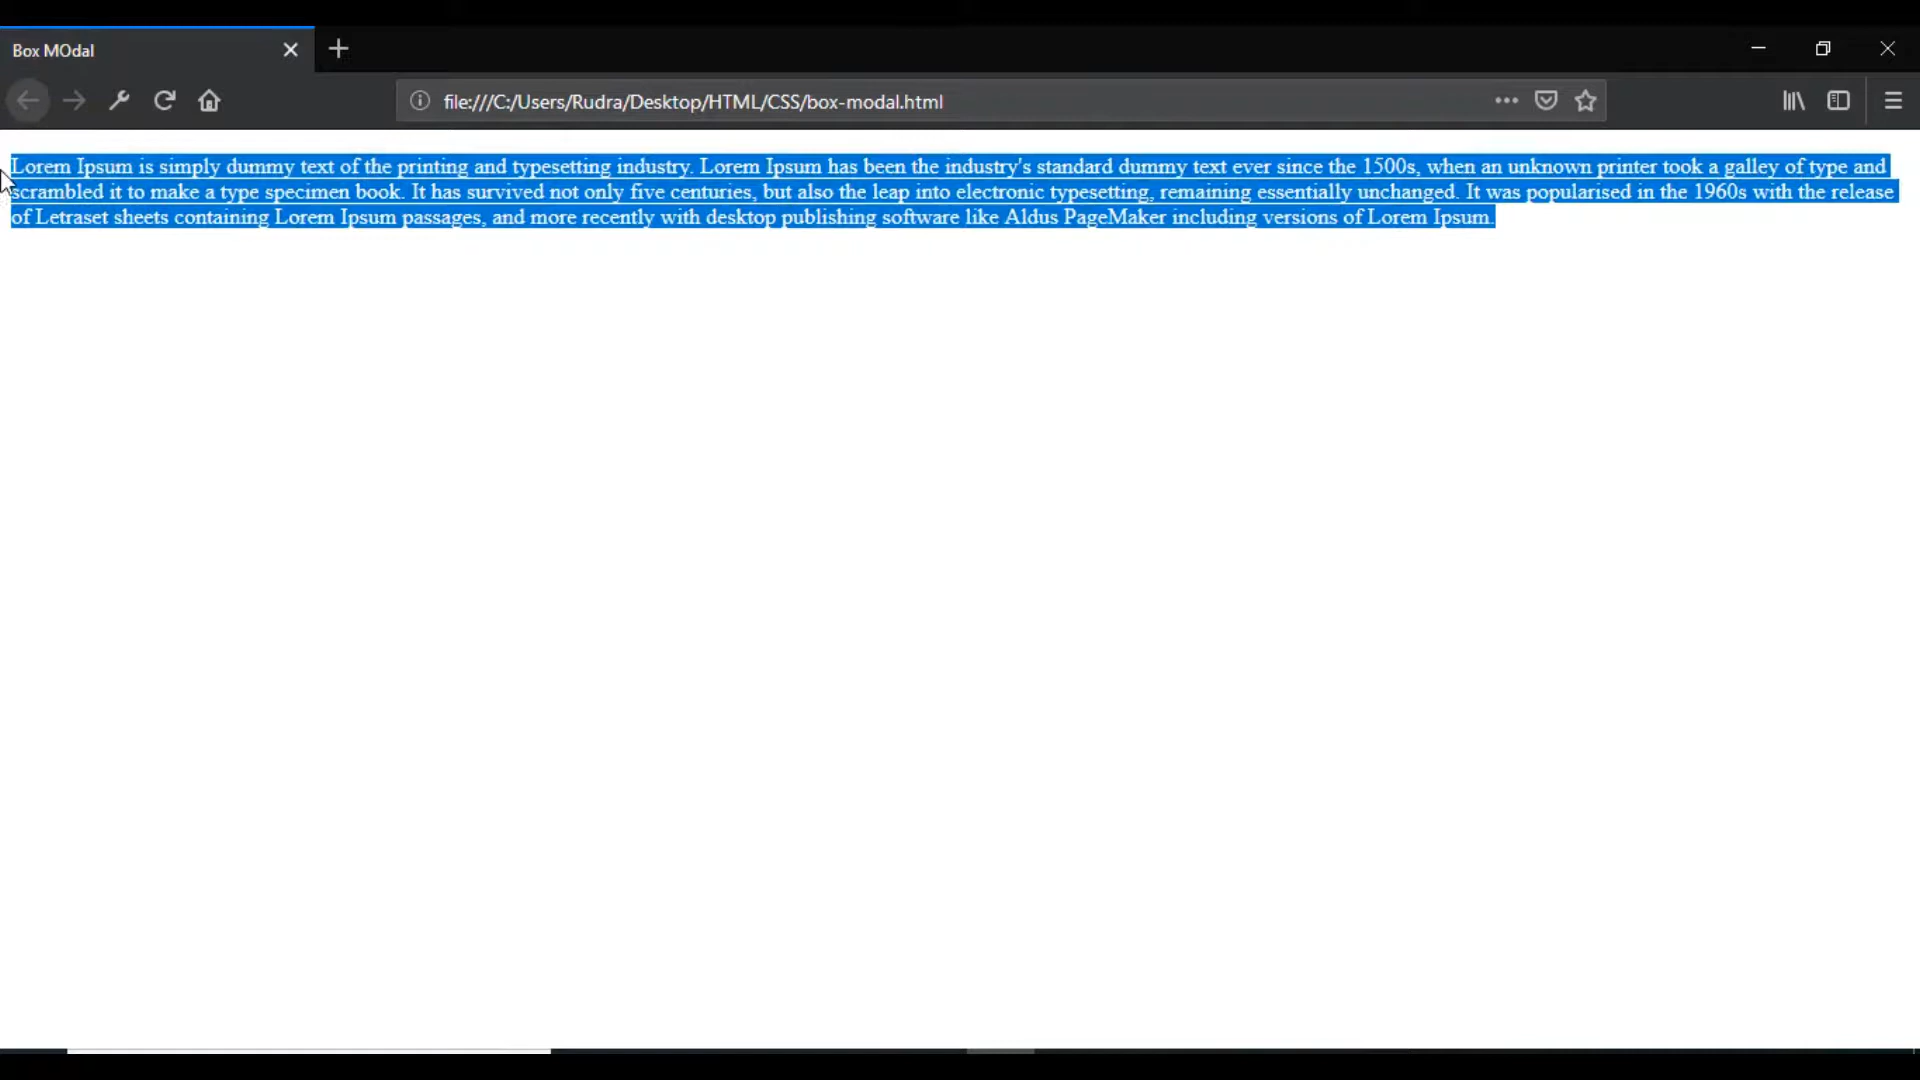 Box MOdal
file:///C:/Users/Rudra/Desktop/HTML/CSS/box-modal.html
Lorem Ipsum is simply dummy text of the printing and typesetting industry. Lorem Ipsum has been the industry's standard dummy text ever since the 1500s, when an unknown printer took a galley of type and
scrambled it to make a type specimen book. It has survived not only five centuries, but also the leap into electronic typesetting, remaining essentially unchanged. It was popularised in the 1960s with the release
of Letraset sheets containing Lorem Ipsum passages, and more recently with desktop publishing software like Aldus PageMaker including versions of Lorem Ipsum.